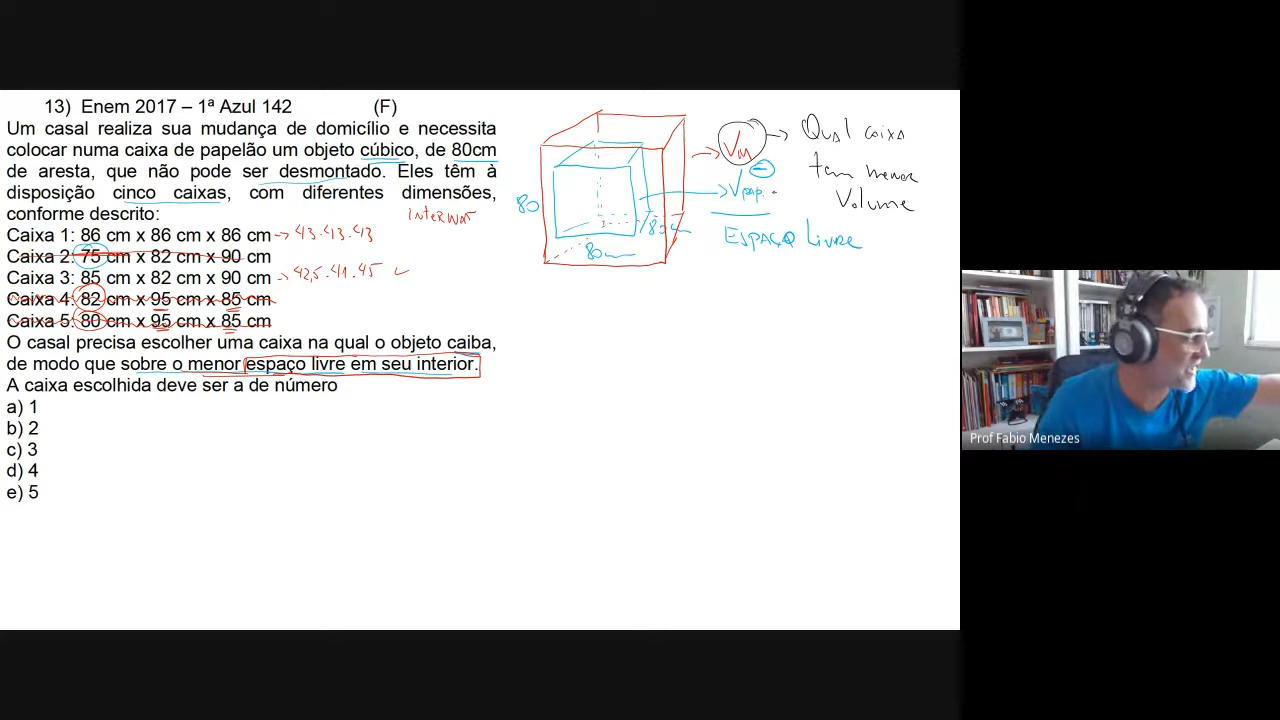 13) Enem 2017 – 1ª Azul 142 (F)
Um casal realiza sua mudança de domicílio e necessita
colocar numa caixa de papelão um objeto cúbico, de 80cm
de aresta, que não pode ser desmontado. Eles têm à
disposição cinco caixas, com diferentes dimensões,
conforme descrito:
INTERNAS
Caixa 1: 86 cm x 86 cm x 86 cm → 43.43.43
Caixa 2: 75 cm x 82 cm x 90 cm
Caixa 3: 85 cm x 82 cm x 90 cm → 42,5.41.45 ✓
Caixa 4: 82 cm x 95 cm x 85 cm
Caixa 5: 80 cm x 95 cm x 85 cm
O casal precisa escolher uma caixa na qual o objeto caiba,
de modo que sobre o menor espaço livre em seu interior.
A caixa escolhida deve ser a de número
a) 1
b) 2
c) 3
d) 4
e) 5
80
80cm
80cm
→ Qual caixa
tem menor
Volume
ESPAÇO LIVRE
Prof Fabio Menezes